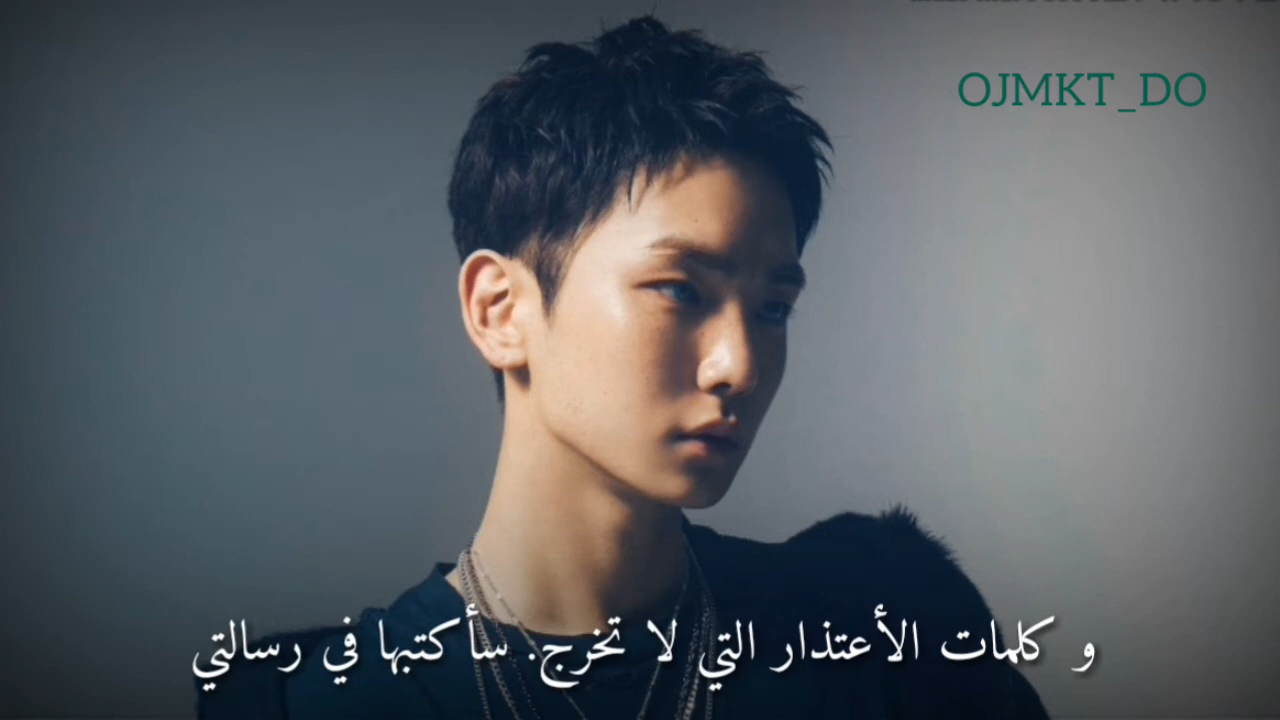 OJMKT_DO
و كلمات الأعتذار التي لا تخرج. سأكتبها في رسالتي